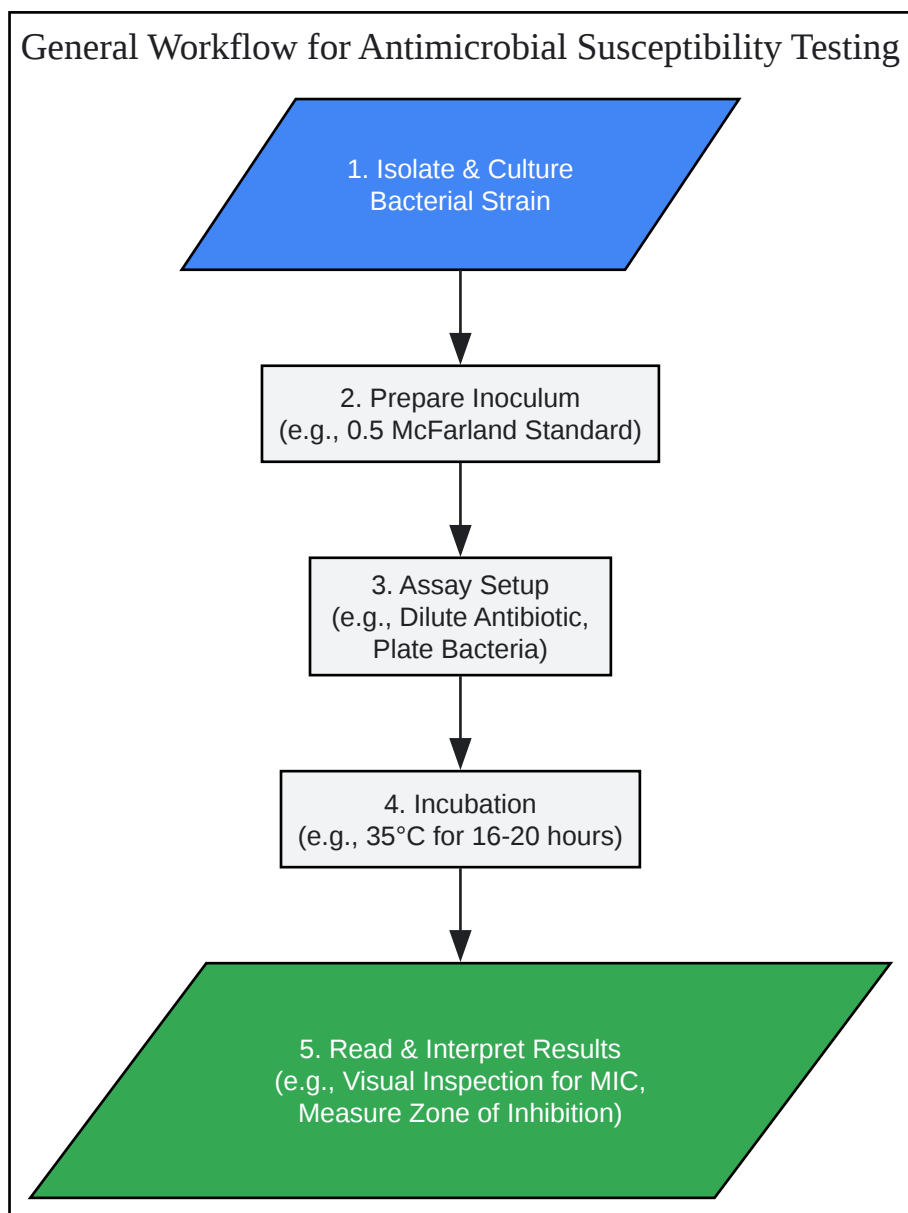 General Workflow for Antimicrobial Susceptibility Testing
1. Isolate & Culture
Bacterial Strain
2. Prepare Inoculum
(e.g., 0.5 McFarland Standard)
3. Assay Setup
(e.g., Dilute Antibiotic,
Plate Bacteria)
4. Incubation
(e.g., 35°C for 16-20 hours)
5. Read & Interpret Results
(e.g., Visual Inspection for MIC,
Measure Zone of Inhibition)